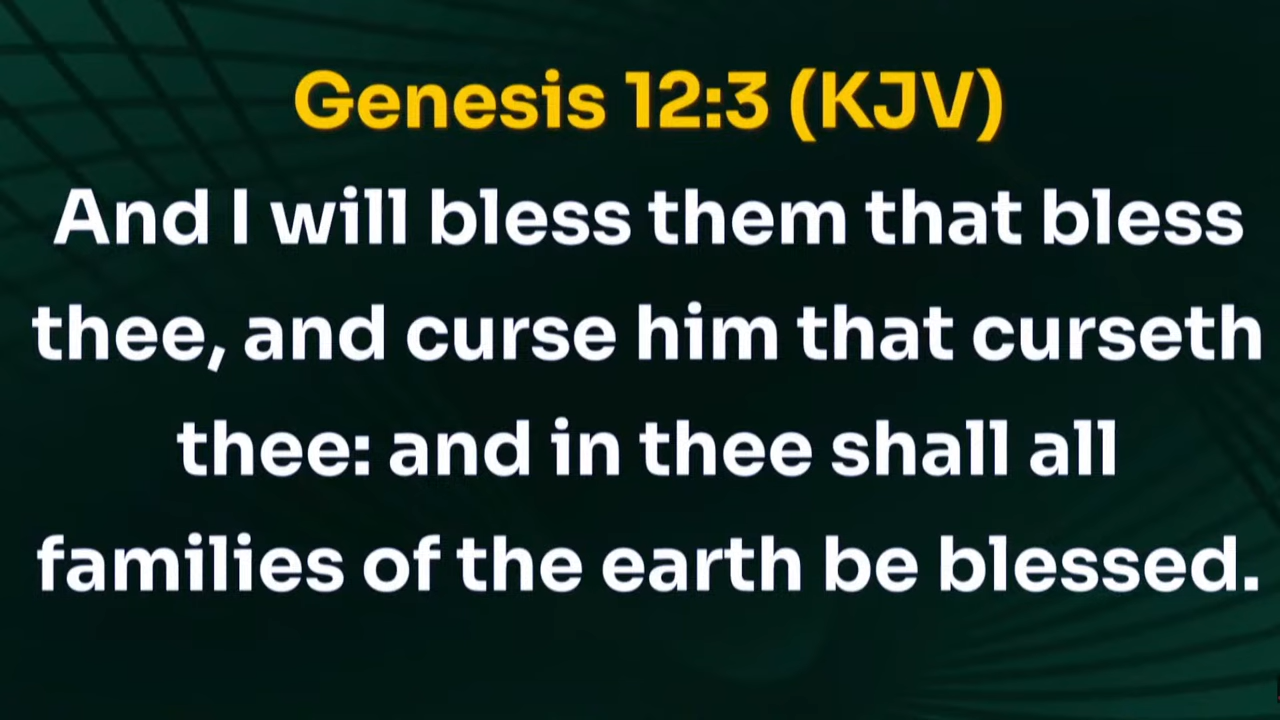 Genesis 12:3 (KJV)
And I will bless them that bless
thee, and curse him that curseth
thee: and in thee shall all
families of the earth be blessed.